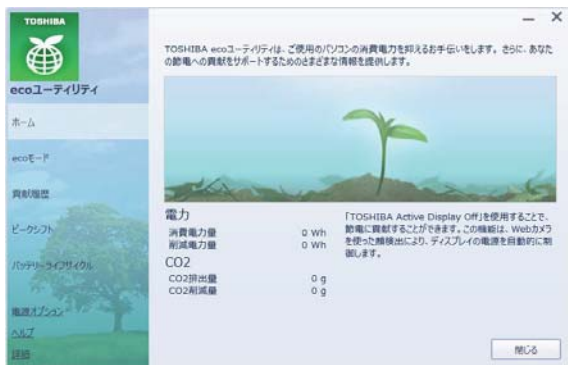 TOSHIBA
ecoユーティリティ
ホーム
ecoモード
貢献履歴
ピークシフト
バッテリーライフサイクル
電源オプション
ヘルプ
詳細
TOSHIBA ecoユーティリティは、ご使用のパソコンの消費電力を抑えるお手伝いをします。さらに、あなた
の節電への貢献をサポートするためのさまざまな情報を提供します。
電力
消費電力量 0 Wh
削減電力量 0 Wh
CO2
CO2排出量 0 g
CO2削減量 0 g
「TOSHIBA Active Display Off」を使用することで、
節電に貢献することができます。この機能は、Webカメラ
を使った顔検出により、ディスプレイの電源を自動的に制
御します。
閉じる